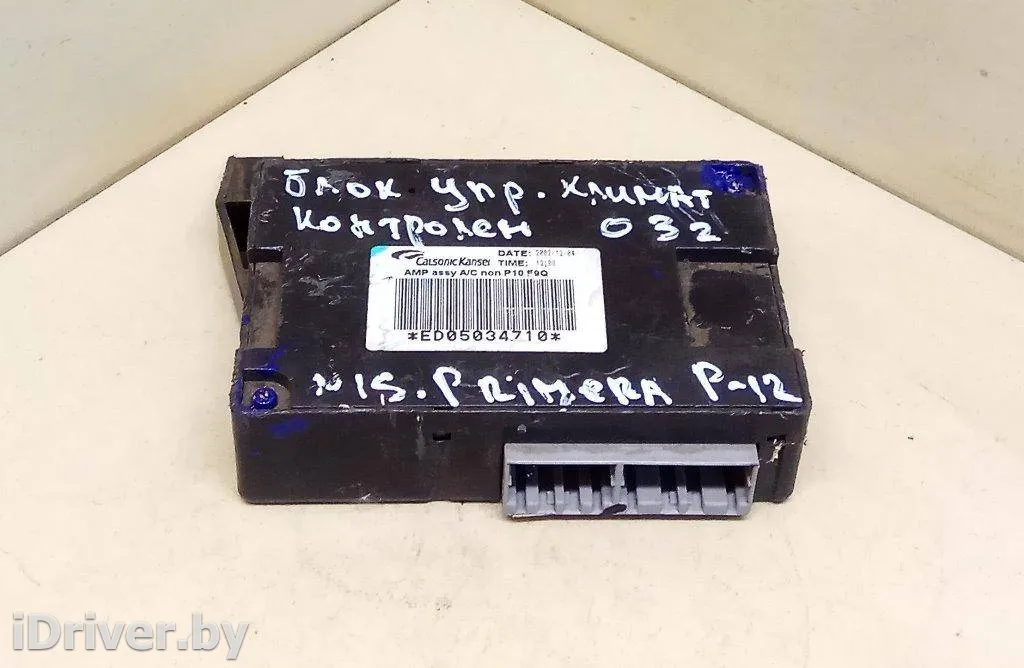 блок упр. климат
контролем 032
Calsonic Kansei DATE: 2002/12/04
TIME:
AMP assy A/C non P10 F9Q
*ED05034710*
NIS. PRIMERA P-12
iDriver.by